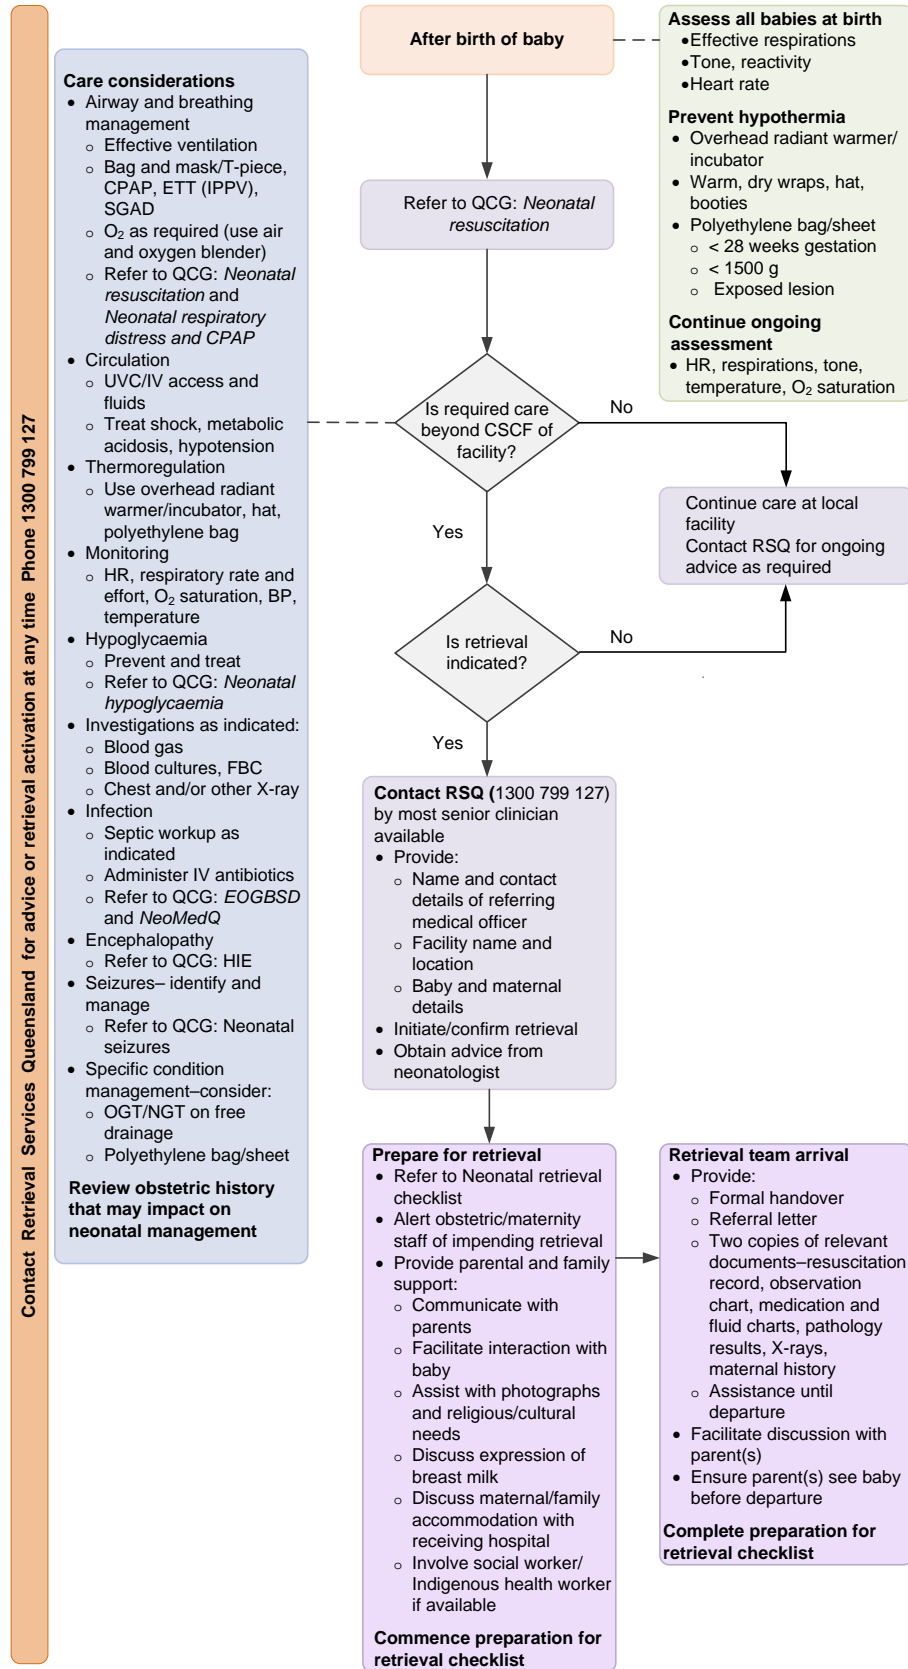 Contact Retrieval Services Queensland for advice or retrieval activation at any time Phone 1300 799 127
Care considerations
• Airway and breathing
management
o Effective ventilation
o Bag and mask/T-piece,
CPAP, ETT (IPPV),
SGAD
o O₂ as required (use air
and oxygen blender)
o Refer to QCG: Neonatal
resuscitation and
Neonatal respiratory
distress and CPAP
• Circulation
o UVC/IV access and
fluids
o Treat shock, metabolic
acidosis, hypotension
• Thermoregulation
o Use overhead radiant
warmer/incubator, hat,
polyethylene bag
• Monitoring
o HR, respiratory rate and
effort, O₂ saturation, BP,
temperature
• Hypoglycaemia
o Prevent and treat
o Refer to QCG: Neonatal
hypoglycaemia
• Investigations as indicated:
o Blood gas
o Blood cultures, FBC
o Chest and/or other X-ray
• Infection
o Septic workup as
indicated
o Administer IV antibiotics
o Refer to QCG: EOGBSD
and NeoMedQ
• Encephalopathy
o Refer to QCG: HIE
• Seizures– identify and
manage
o Refer to QCG: Neonatal
seizures
• Specific condition
management–consider:
o OGT/NGT on free
drainage
o Polyethylene bag/sheet
Review obstetric history
that may impact on
neonatal management
After birth of baby
Assess all babies at birth
•Effective respirations
•Tone, reactivity
•Heart rate
Prevent hypothermia
• Overhead radiant warmer/
incubator
• Warm, dry wraps, hat,
booties
• Polyethylene bag/sheet
o < 28 weeks gestation
o < 1500 g
o Exposed lesion
Continue ongoing
assessment
• HR, respirations, tone,
temperature, O₂ saturation
Refer to QCG: Neonatal
resuscitation
Is required care
beyond CSCF of
facility?
No
Yes
Continue care at local
facility
Contact RSQ for ongoing
advice as required
Is retrieval
indicated?
No
Yes
Contact RSQ (1300 799 127)
by most senior clinician
available
• Provide:
o Name and contact
details of referring
medical officer
o Facility name and
location
o Baby and maternal
details
• Initiate/confirm retrieval
• Obtain advice from
neonatologist
Prepare for retrieval
• Refer to Neonatal retrieval
checklist
• Alert obstetric/maternity
staff of impending retrieval
• Provide parental and family
support:
o Communicate with
parents
o Facilitate interaction with
baby
o Assist with photographs
and religious/cultural
needs
o Discuss expression of
breast milk
o Discuss maternal/family
accommodation with
receiving hospital
o Involve social worker/
Indigenous health worker
if available
Commence preparation for
retrieval checklist
Retrieval team arrival
• Provide:
o Formal handover
o Referral letter
o Two copies of relevant
documents–resuscitation
record, observation
chart, medication and
fluid charts, pathology
results, X-rays,
maternal history
o Assistance until
departure
• Facilitate discussion with
parent(s)
• Ensure parent(s) see baby
before departure
Complete preparation for
retrieval checklist